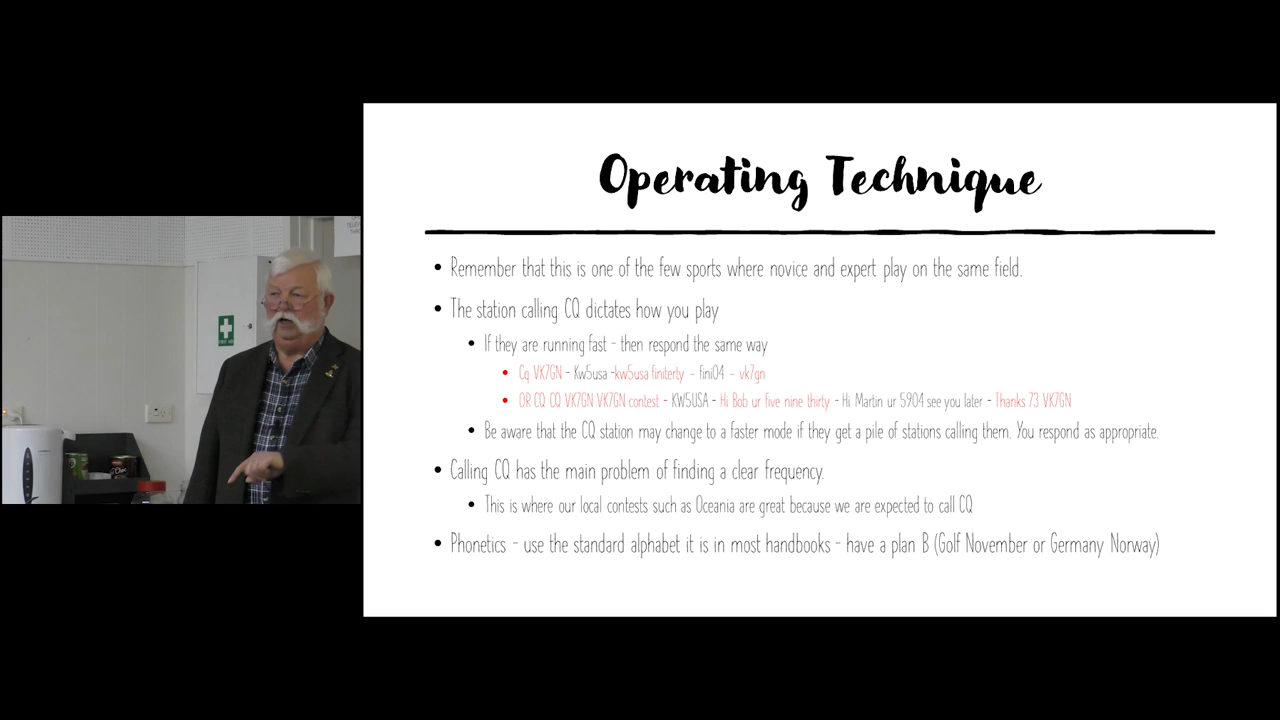 Operating Technique
Remember that this is one of the few sports where novice and expert play on the same field.
The station calling CQ dictates how you play
If they are running fast - then respond the same way
Cq VK7GN - Kw5usa -kw5usa finiterty - fini04 - vk7gn
OR CQ CQ VK7GN VK7GN contest - KW5USA - Hi Bob ur five nine thirty - Hi Martin ur 5904 see you later - Thanks 73 VK7GN
Be aware that the CQ station may change to a faster mode if they get a pile of stations calling them. You respond as appropriate.
Calling CQ has the main problem of finding a clear frequency.
This is where our local contests such as Oceania are great because we are expected to call CQ
Phonetics - use the standard alphabet it is in most handbooks - have a plan B (Golf November or Germany Norway)